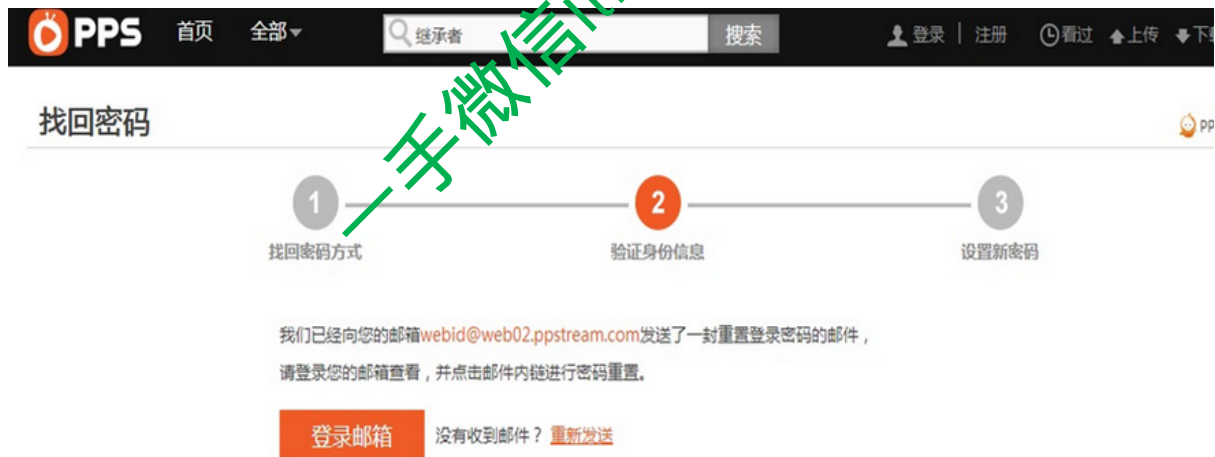 PPS 首页 全部 继承者 搜索 登录 | 注册 看过 上传
找回密码
一手微信
1 2 3
找回密码方式 验证身份信息 设置新密码
我们已经向您的邮箱webid@web02.ppstream.com发送了一封重置登录密码的邮件，
请登录您的邮箱查看，并点击邮件内链进行密码重置。
登录邮箱 没有收到邮件？ 重新发送